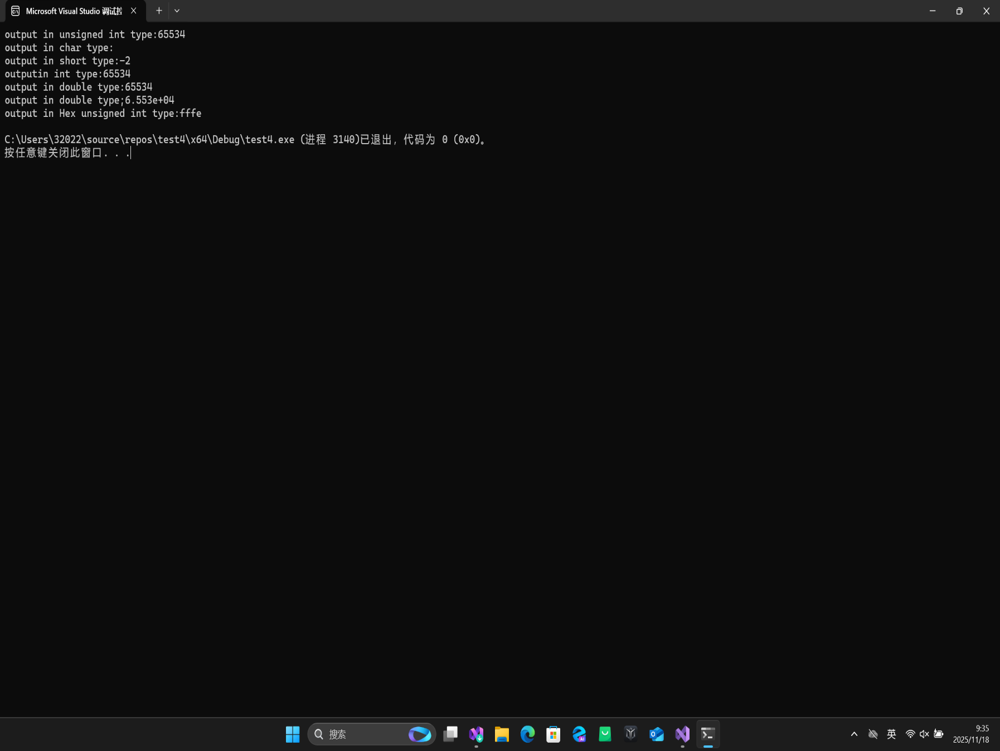 Microsoft Visual Studio 调试控
output in unsigned int type:65534
output in char type:
output in short type:-2
outputin int type:65534
output in double type:65534
output in double type;6.553e+04
output in Hex unsigned int type:fffe
C:\Users\32022\source\repos\test4\x64\Debug\test4.exe (进程 3140)已退出，代码为 0 (0x0)。
按任意键关闭此窗口. . .
搜索
英
9:35
2025/11/18